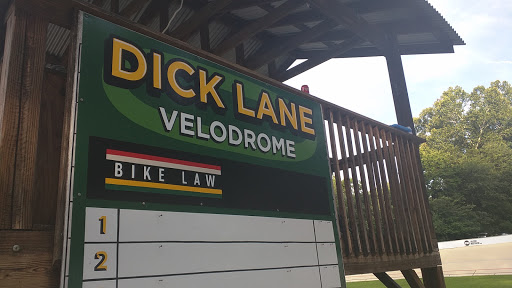 DICK LANE
VELODROME
BIKE LAW
1
2